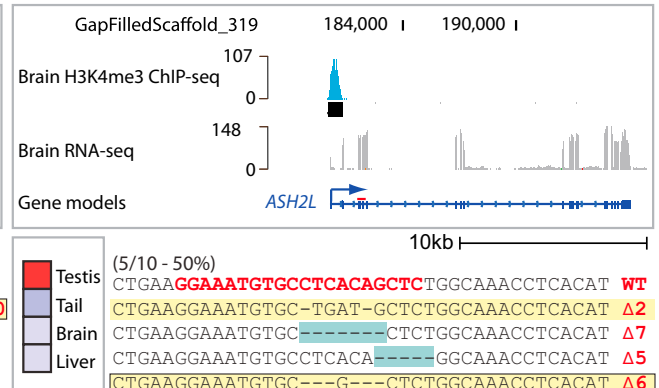 GapFilledScaffold_319 184,000 190,000
107
Brain H3K4me3 ChIP-seq
0
148
Brain RNA-seq
0
Gene models ASH2L
10kb
(5/10 - 50%)
Testis
Tail
Brain
Liver
CTGAAGGAAATGTGCCTCACAGCTCTGGCAAACCTCACAT WT
CTGAAGGAAATGTGC-TGAT-GCTCTGGCAAACCTCACAT Δ2
CTGAAGGAAATGTGC-------CTCTGGCAAACCTCACAT Δ7
CTGAAGGAAATGTGCCTCACA-----GGCAAACCTCACAT Δ5
CTGAAGGAAATGTGC---G---CTCTGGCAAACCTCACAT Δ6